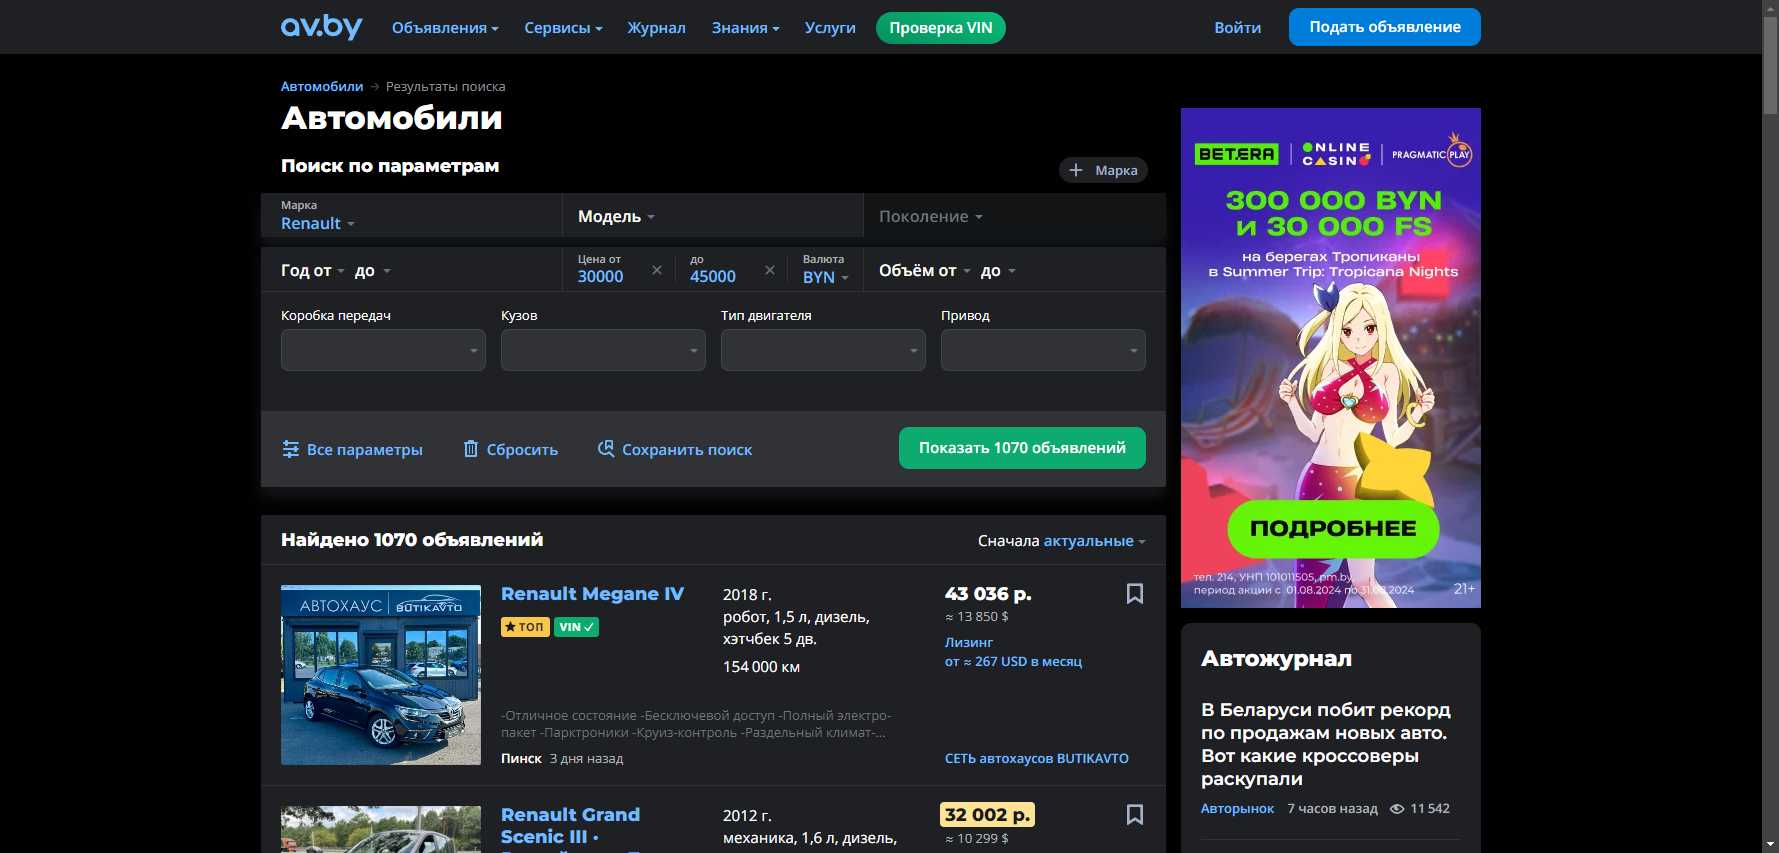 av.by
Объявления
Сервисы
Журнал
Знания
Услуги
Проверка VIN
Войти
Подать объявление
Автомобили → Результаты поиска
Автомобили
Поиск по параметрам
+ Марка
Марка
Renault
Модель
Поколение
Год от
до
Цена от
30000
до
45000
Валюта
BYN
Объём от
до
Коробка передач
Кузов
Тип двигателя
Привод
Все параметры
Сбросить
Сохранить поиск
Показать 1070 объявлений
Найдено 1070 объявлений
Сначала актуальные
АВТОХАУС
BUTIKAVTO
Renault Megane IV
ТОП
VIN
2018 г.
робот, 1,5 л, дизель,
хэтчбек 5 дв.
154 000 км
43 036 р.
≈ 13 850 $
Лизинг
от ≈ 267 USD в месяц
-Отличное состояние -Бесключевой доступ -Полный электро-
пакет -Парктроники -Круиз-контроль -Раздельный климат-...
Пинск 3 дня назад
СЕТЬ автохаусов BUTIKAVTO
Renault Grand
Scenic III ·
2012 г.
механика, 1,6 л, дизель,
32 002 р.
≈ 10 299 $
BETERA
ONLINE
CASINO
PRAGMATIC PLAY
300 000 BYN
И 30 000 FS
на берегах Тропиканы
в Summer Trip: Tropicana Nights
ПОДРОБНЕЕ
тел. 214, УНП 101011505, pm.by,
период акции с 01.08.2024 по 31.08.2024
21+
Автожурнал
В Беларуси побит рекорд
по продажам новых авто.
Вот какие кроссоверы
раскупали
Авторынок 7 часов назад 11 542